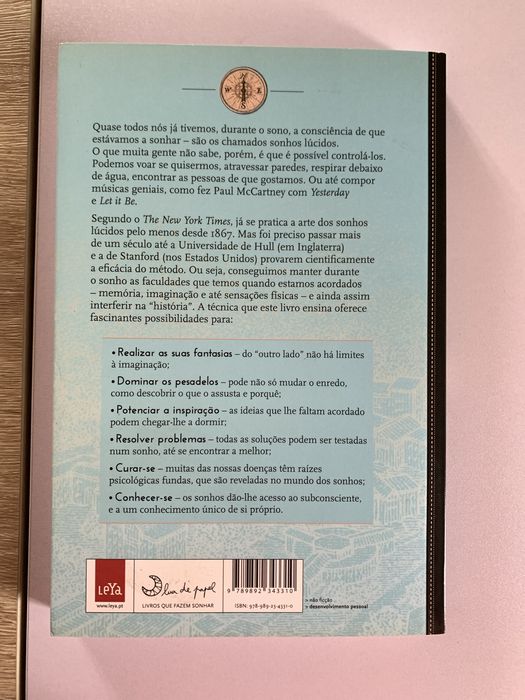 N
W E
S
Quase todos nós já tivemos, durante o sono, a consciência de que
estávamos a sonhar – são os chamados sonhos lúcidos.
O que muita gente não sabe, porém, é que é possível controlá-los.
Podemos voar se quisermos, atravessar paredes, respirar debaixo
de água, encontrar as pessoas de que gostamos. Ou até compor
músicas geniais, como fez Paul McCartney com Yesterday
e Let it Be.
Segundo o The New York Times, já se pratica a arte dos sonhos
lúcidos pelo menos desde 1867. Mas foi preciso passar mais
de um século até a Universidade de Hull (em Inglaterra)
e a de Stanford (nos Estados Unidos) provarem cientificamente
a eficácia do método. Ou seja, conseguimos manter durante
o sonho as faculdades que temos quando estamos acordados
– memória, imaginação e até sensações físicas – e ainda assim
interferir na “história”. A técnica que este livro ensina oferece
fascinantes possibilidades para:
• Realizar as suas fantasias – do “outro lado” não há limites
à imaginação;
• Dominar os pesadelos – pode não só mudar o enredo,
como descobrir o que o assusta e porquê;
• Potenciar a inspiração – as ideias que lhe faltam acordado
podem chegar-lhe a dormir;
• Resolver problemas – todas as soluções podem ser testadas
num sonho, até se encontrar a melhor;
• Curar-se – muitas das nossas doenças têm raízes
psicológicas fundas, que são reveladas no mundo dos sonhos;
• Conhecer-se – os sonhos dão-lhe acesso ao subconsciente,
e a um conhecimento único de si próprio.
LeYa
www.leya.pt
lua de papel
LIVROS QUE FAZEM SONHAR
9 789892 343310
ISBN: 978-989-23-4331-0
> não ficção
> desenvolvimento pessoal